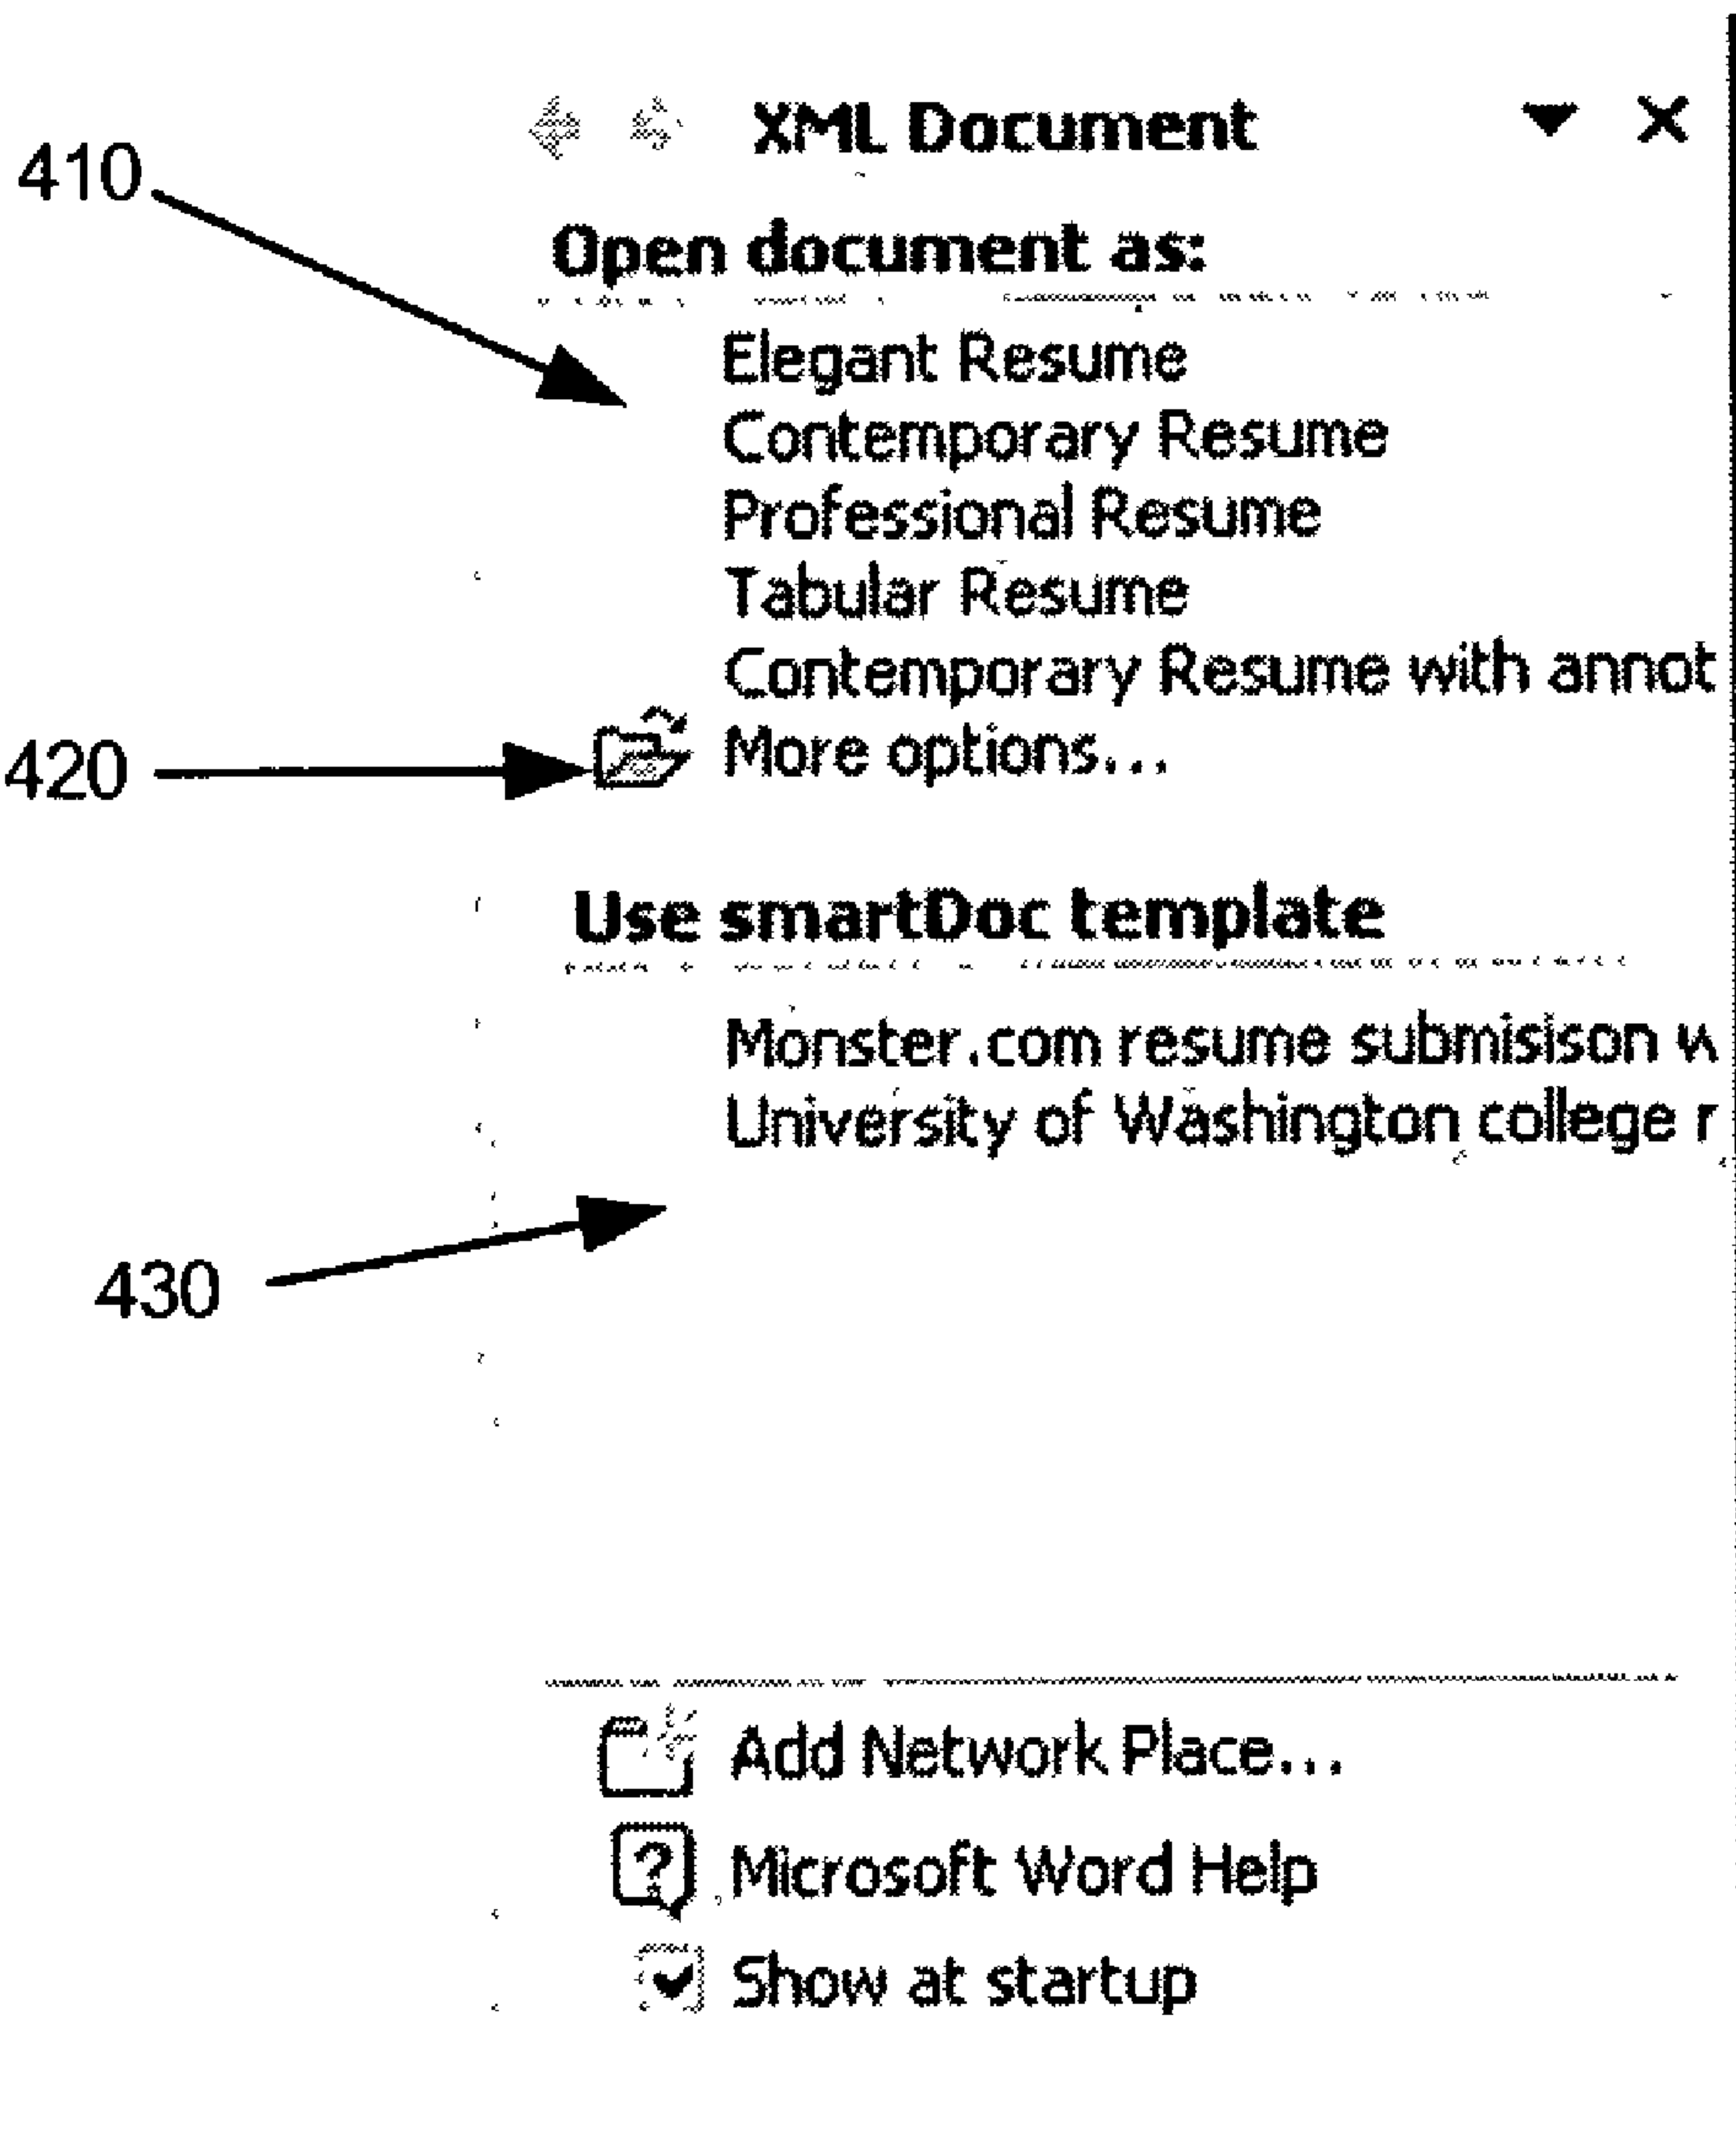 XML Document
410
Open document as:
Elegant Resume
Contemporary Resume
Professional Resume
Tabular Resume
Contemporary Resume with annot
420
More options...
Use smartDoc template
Monster.com resume submisison w
University of Washington college r
430
Add Network Place...
Microsoft Word Help
Show at startup